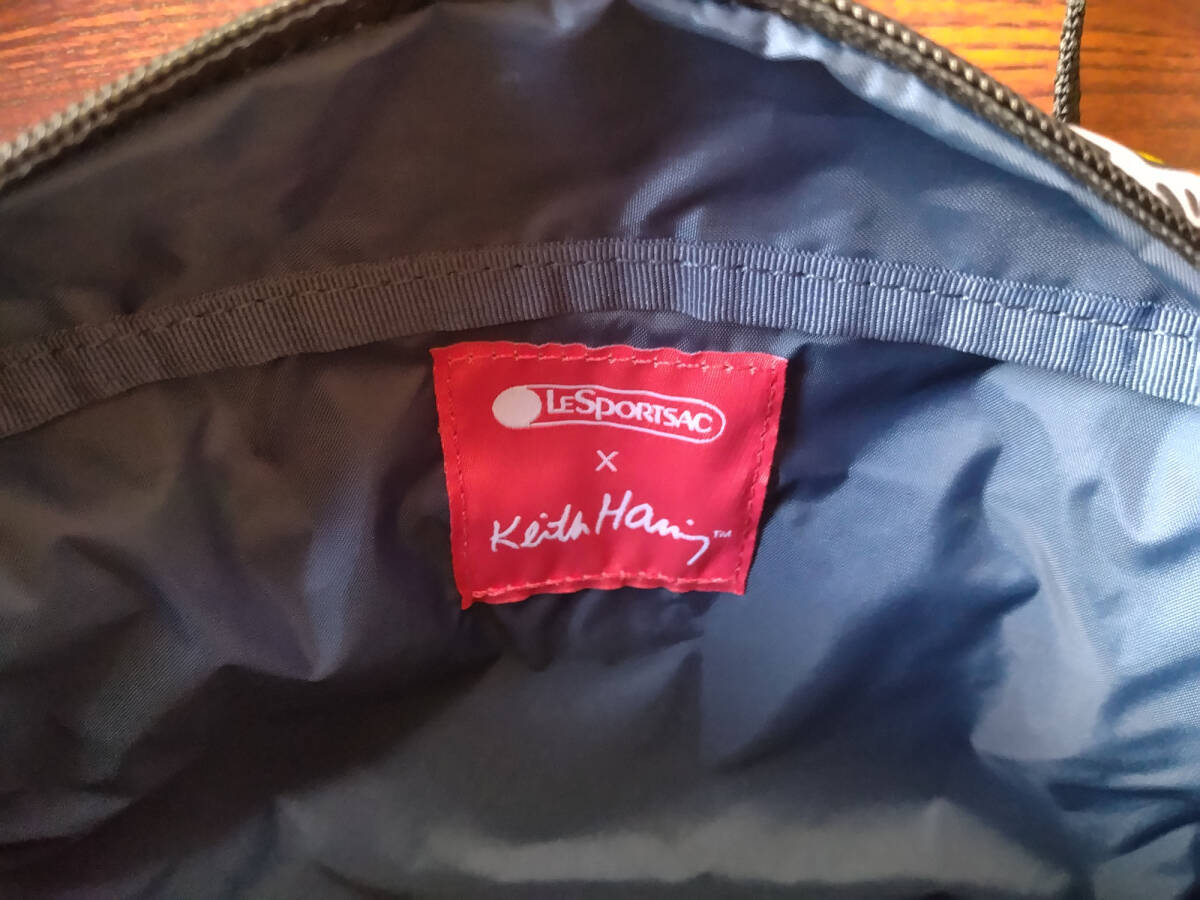 LESPORTSAC
x
Keith Haring™